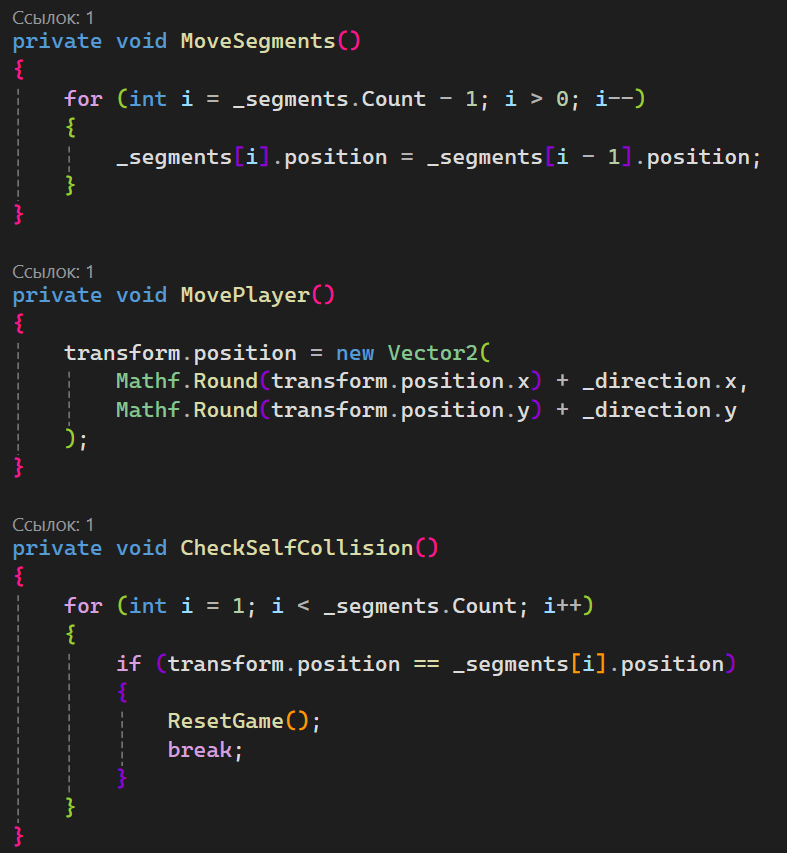 Ссылок: 1
private void MoveSegments()
{
    for (int i = _segments.Count - 1; i > 0; i--)
    {
        _segments[i].position = _segments[i - 1].position;
    }
}
Ссылок: 1
private void MovePlayer()
{
    transform.position = new Vector2(
        Mathf.Round(transform.position.x) + _direction.x,
        Mathf.Round(transform.position.y) + _direction.y
    );
}
Ссылок: 1
private void CheckSelfCollision()
{
    for (int i = 1; i < _segments.Count; i++)
    {
        if (transform.position == _segments[i].position)
        {
            ResetGame();
            break;
        }
    }
}